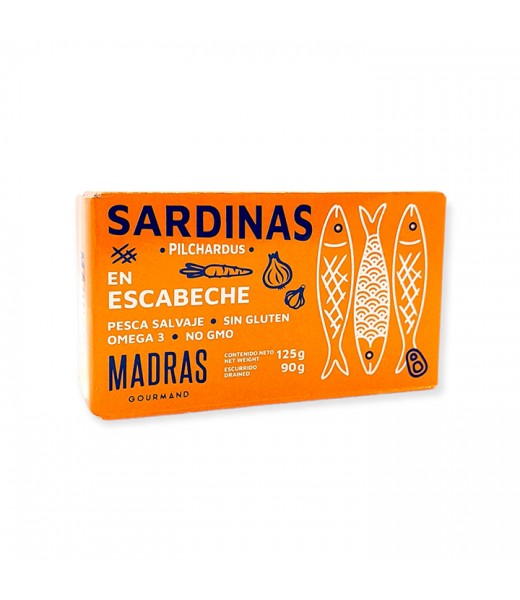 SARDINAS
• PILCHARDUS •
EN
ESCABECHE
PESCA SALVAJE • SIN GLUTEN
OMEGA 3 • NO GMO
MADRAS
GOURMAND
CONTENIDO NETO
NET WEIGHT 125g
ESCURRIDO
DRAINED 90g